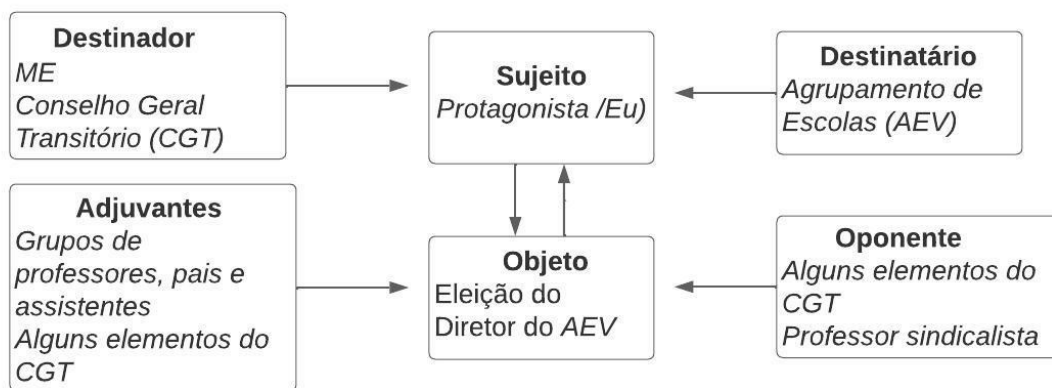 Destinador
ME
Conselho Geral
Transitório (CGT)
Sujeito
Protagonista /Eu)
Destinatário
Agrupamento de
Escolas (AEV)
Adjuvantes
Grupos de
professores, pais e
assistentes
Alguns elementos do
CGT
Objeto
Eleição do
Diretor do AEV
Oponente
Alguns elementos do
CGT
Professor sindicalista